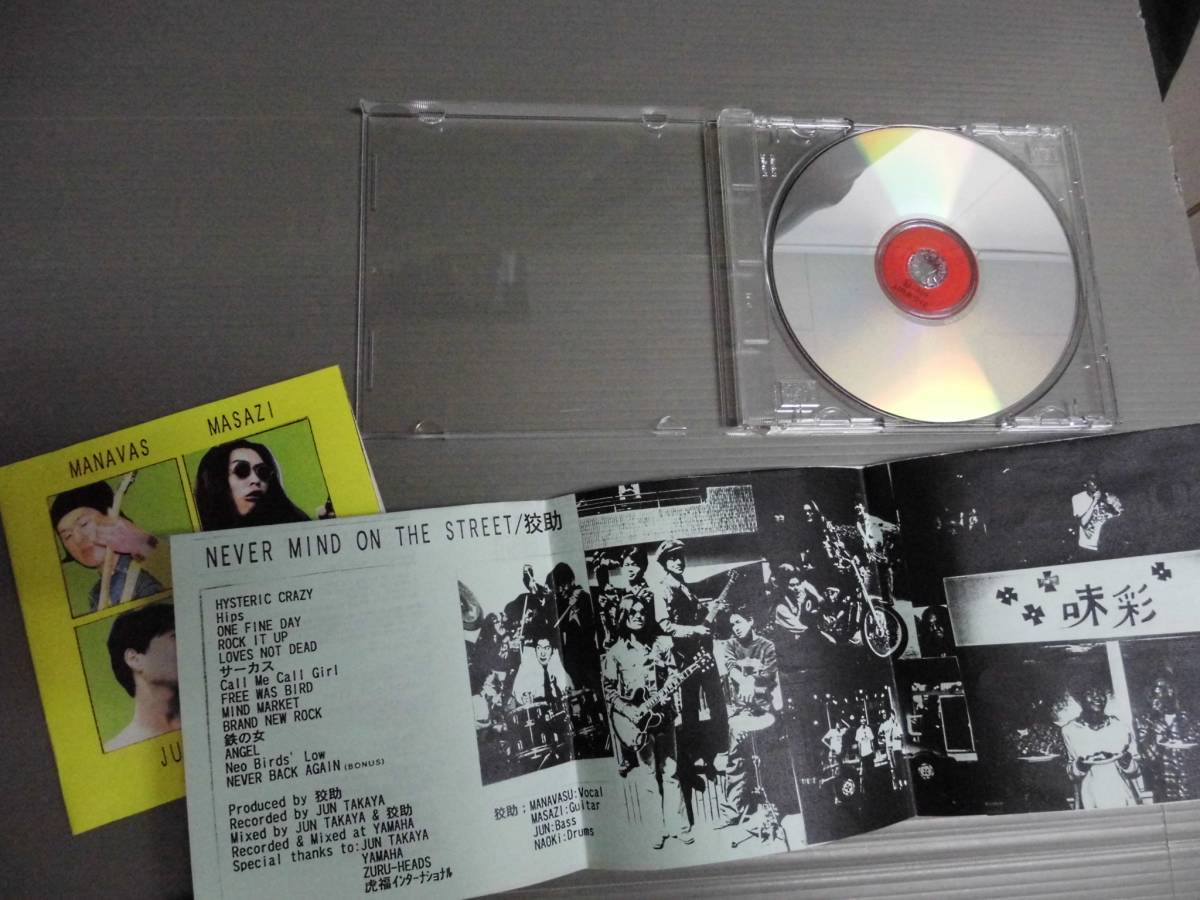 MANAVAS
MASAZI
JU
NEVER MIND ON THE STREET/狡助
HYSTERIC CRAZY
Hips
ONE FINE DAY
ROCK IT UP
LOVES NOT DEAD
サーカス
Call Me Call Girl
FREE WAS BIRD
MIND MARKET
BRAND NEW ROCK
鉄の女
ANGEL
Neo Birds' Low
NEVER BACK AGAIN (BONUS)
Produced by 狡助
Recorded by JUN TAKAYA
Mixed by JUN TAKAYA & 狡助
Recorded & Mixed at YAMAHA
Special thanks to:JUN TAKAYA
YAMAHA
ZURU-HEADS
虎福インターナショナル
狡助;MANAVASU:Vocal
MASAZI:Guitar
JUN:Bass
NAOKi:Drums
味彩